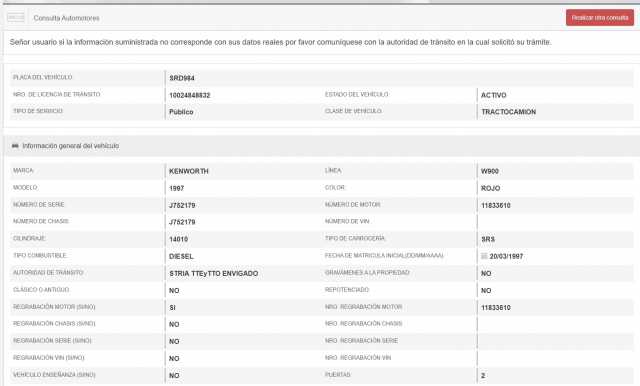 Consulta Automotores
Realizar otra consulta
Señor usuario si la información suministrada no corresponde con sus datos reales por favor comuníquese con la autoridad de tránsito en la cual solicitó su trámite.
PLACA DEL VEHÍCULO: SRD984
NRO. DE LICENCIA DE TRÁNSITO: 10024848832 ESTADO DEL VEHÍCULO: ACTIVO
TIPO DE SERVICIO: Público CLASE DE VEHÍCULO: TRACTOCAMION
Información general del vehículo
MARCA: KENWORTH LÍNEA: W900
MODELO: 1997 COLOR: ROJO
NÚMERO DE SERIE: J752179 NÚMERO DE MOTOR: 11833610
NÚMERO DE CHASIS: J752179 NÚMERO DE VIN:
CILINDRAJE: 14010 TIPO DE CARROCERÍA: SRS
TIPO COMBUSTIBLE: DIESEL FECHA DE MATRICULA INICIAL(DD/MM/AAAA): 20/03/1997
AUTORIDAD DE TRÁNSITO: STRIA TTEyTTO ENVIGADO GRAVÁMENES A LA PROPIEDAD: NO
CLÁSICO O ANTIGUO: NO REPOTENCIADO: NO
REGRABACIÓN MOTOR (SI/NO): SI NRO. REGRABACIÓN MOTOR 11833610
REGRABACIÓN CHASIS (SI/NO): NO NRO. REGRABACIÓN CHASIS
REGRABACIÓN SERIE (SI/NO): NO NRO. REGRABACIÓN SERIE
REGRABACIÓN VIN (SI/NO): NO NRO. REGRABACIÓN VIN
VEHÍCULO ENSEÑANZA (SI/NO): NO PUERTAS: 2